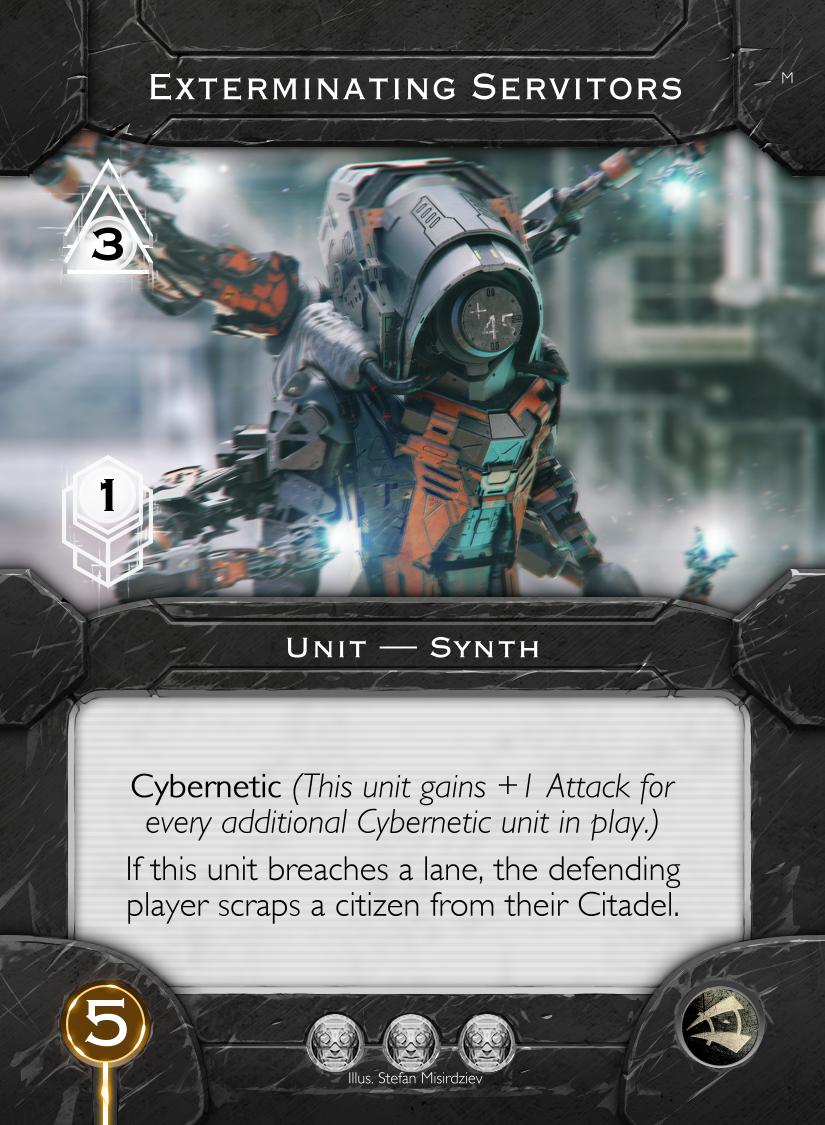 Exterminating Servitors
M
3
+45
1
Unit — Synth
Cybernetic (This unit gains +1 Attack for
every additional Cybernetic unit in play.)
If this unit breaches a lane, the defending
player scraps a citizen from their Citadel.
5
Illus. Stefan Misirdziev